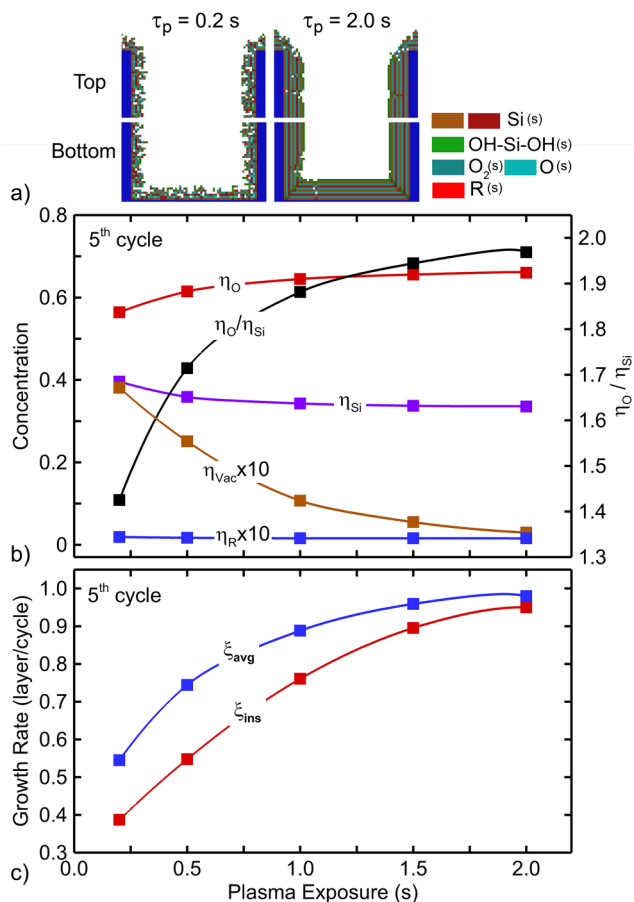 τp = 0.2 s τp = 2.0 s
Top
Bottom
Si(s)
OH-Si-OH(s)
O2(s) O(s)
R(s)
a)
0.8
0.6
0.4
0.2
0
Concentration
5th cycle
ηO
ηO/ηSi
ηSi
ηVacx10
ηRx10
2.0
1.9
1.8
1.7
1.6
1.5
1.4
1.3
ηO / ηSi
b)
1.0
0.9
0.8
0.7
0.6
0.5
0.4
0.3
Growth Rate (layer/cycle)
5th cycle
ξavg
ξins
c)
0.0 0.5 1.0 1.5 2.0
Plasma Exposure (s)